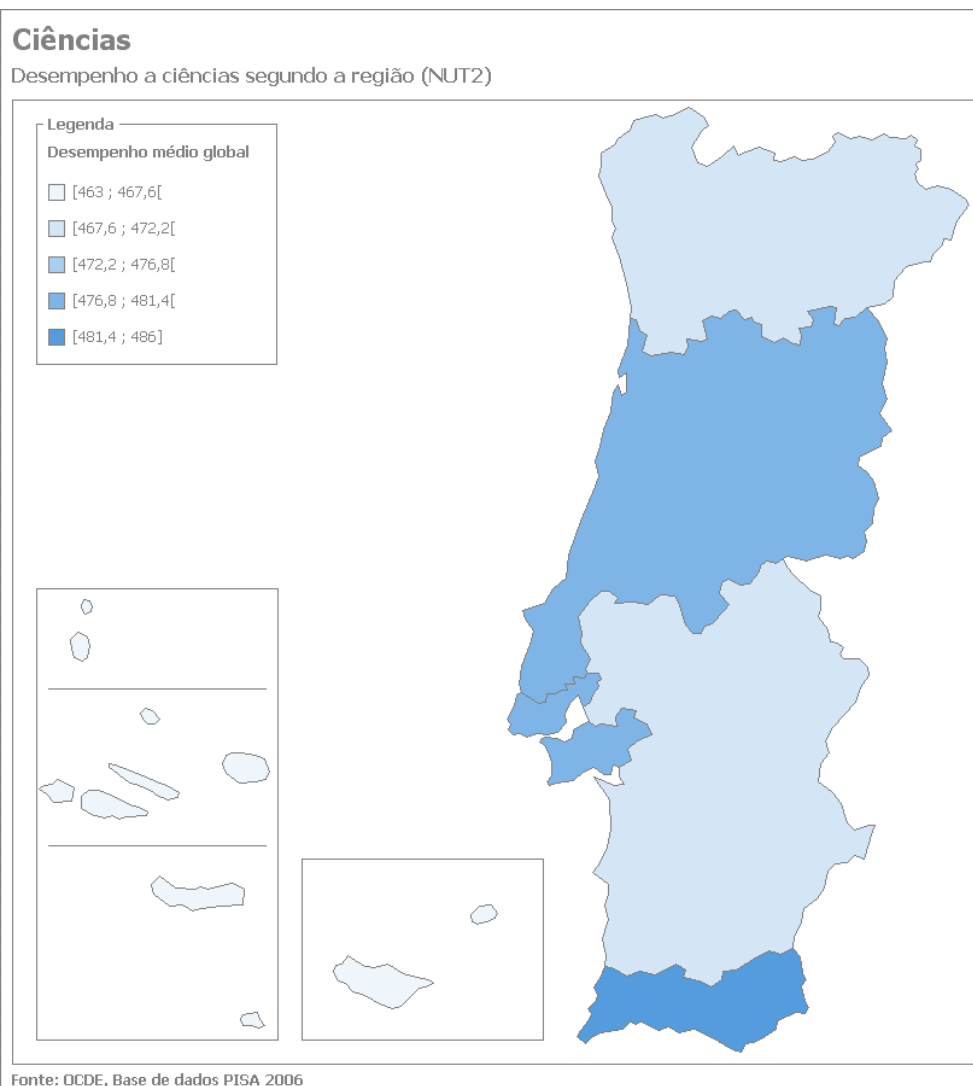 Ciências
Desempenho a ciências segundo a região (NUT2)
Legenda
Desempenho médio global
[463 ; 467,6[
[467,6 ; 472,2[
[472,2 ; 476,8[
[476,8 ; 481,4[
[481,4 ; 486]
Fonte: OCDE, Base de dados PISA 2006